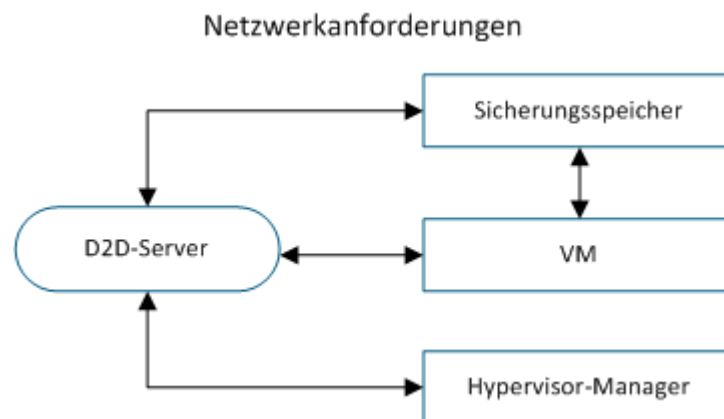 Netzwerkanforderungen
Sicherungsspeicher
D2D-Server
VM
Hypervisor-Manager